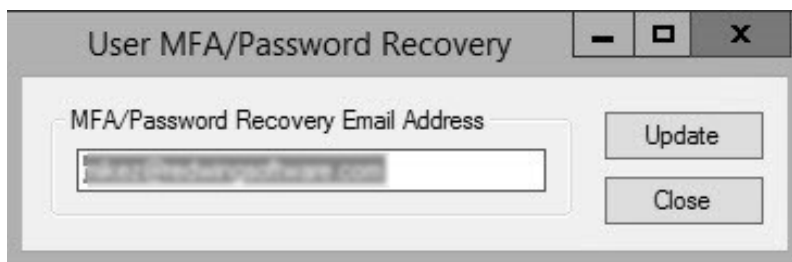 User MFA/Password Recovery
MFA/Password Recovery Email Address
Update
Close